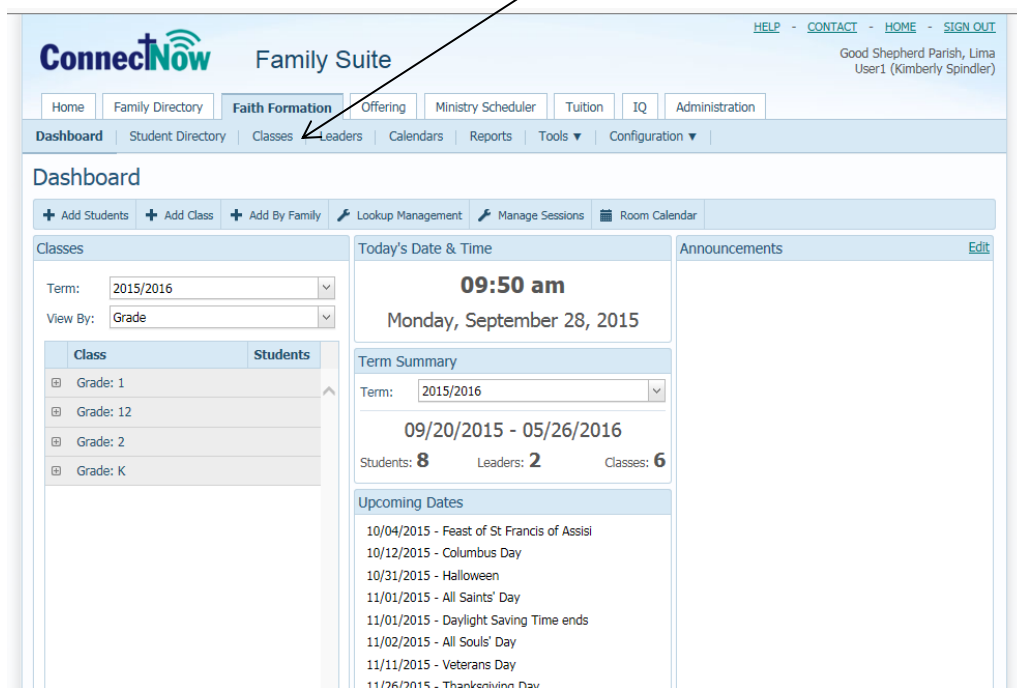 HELP - CONTACT - HOME - SIGN OUT
ConnectNow Family Suite
Good Shepherd Parish, Lima
User1 (Kimberly Spindler)
Home Family Directory Faith Formation Offering Ministry Scheduler Tuition IQ Administration
Dashboard | Student Directory | Classes | Leaders | Calendars | Reports | Tools ▼ | Configuration ▼ |
Dashboard
Add Students Add Class Add By Family Lookup Management Manage Sessions Room Calendar
Classes
Term: 2015/2016
View By: Grade
Class Students
Grade: 1
Grade: 12
Grade: 2
Grade: K
Today's Date & Time
09:50 am
Monday, September 28, 2015
Term Summary
Term: 2015/2016
09/20/2015 - 05/26/2016
Students: 8 Leaders: 2 Classes: 6
Upcoming Dates
10/04/2015 - Feast of St Francis of Assisi
10/12/2015 - Columbus Day
10/31/2015 - Halloween
11/01/2015 - All Saints' Day
11/01/2015 - Daylight Saving Time ends
11/02/2015 - All Souls' Day
11/11/2015 - Veterans Day
11/26/2015 - Thanksgiving Day
Announcements Edit